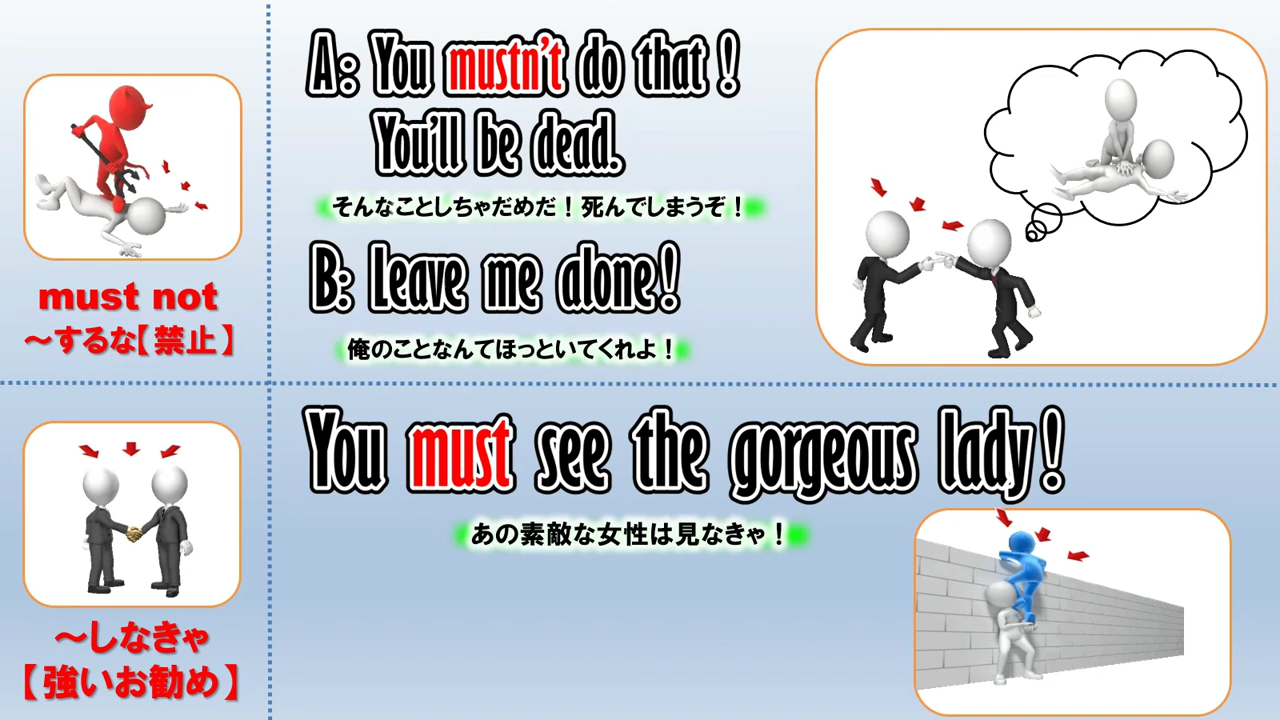 must not
～するな【禁止】
A: You mustn't do that!
You'll be dead.
そんなことしちゃだめだ！死んでしまうぞ！
B: Leave me alone!
俺のことなんてほっといてくれよ！
～しなきゃ
【強いお勧め】
You must see the gorgeous lady!
あの素敵な女性は見なきゃ！